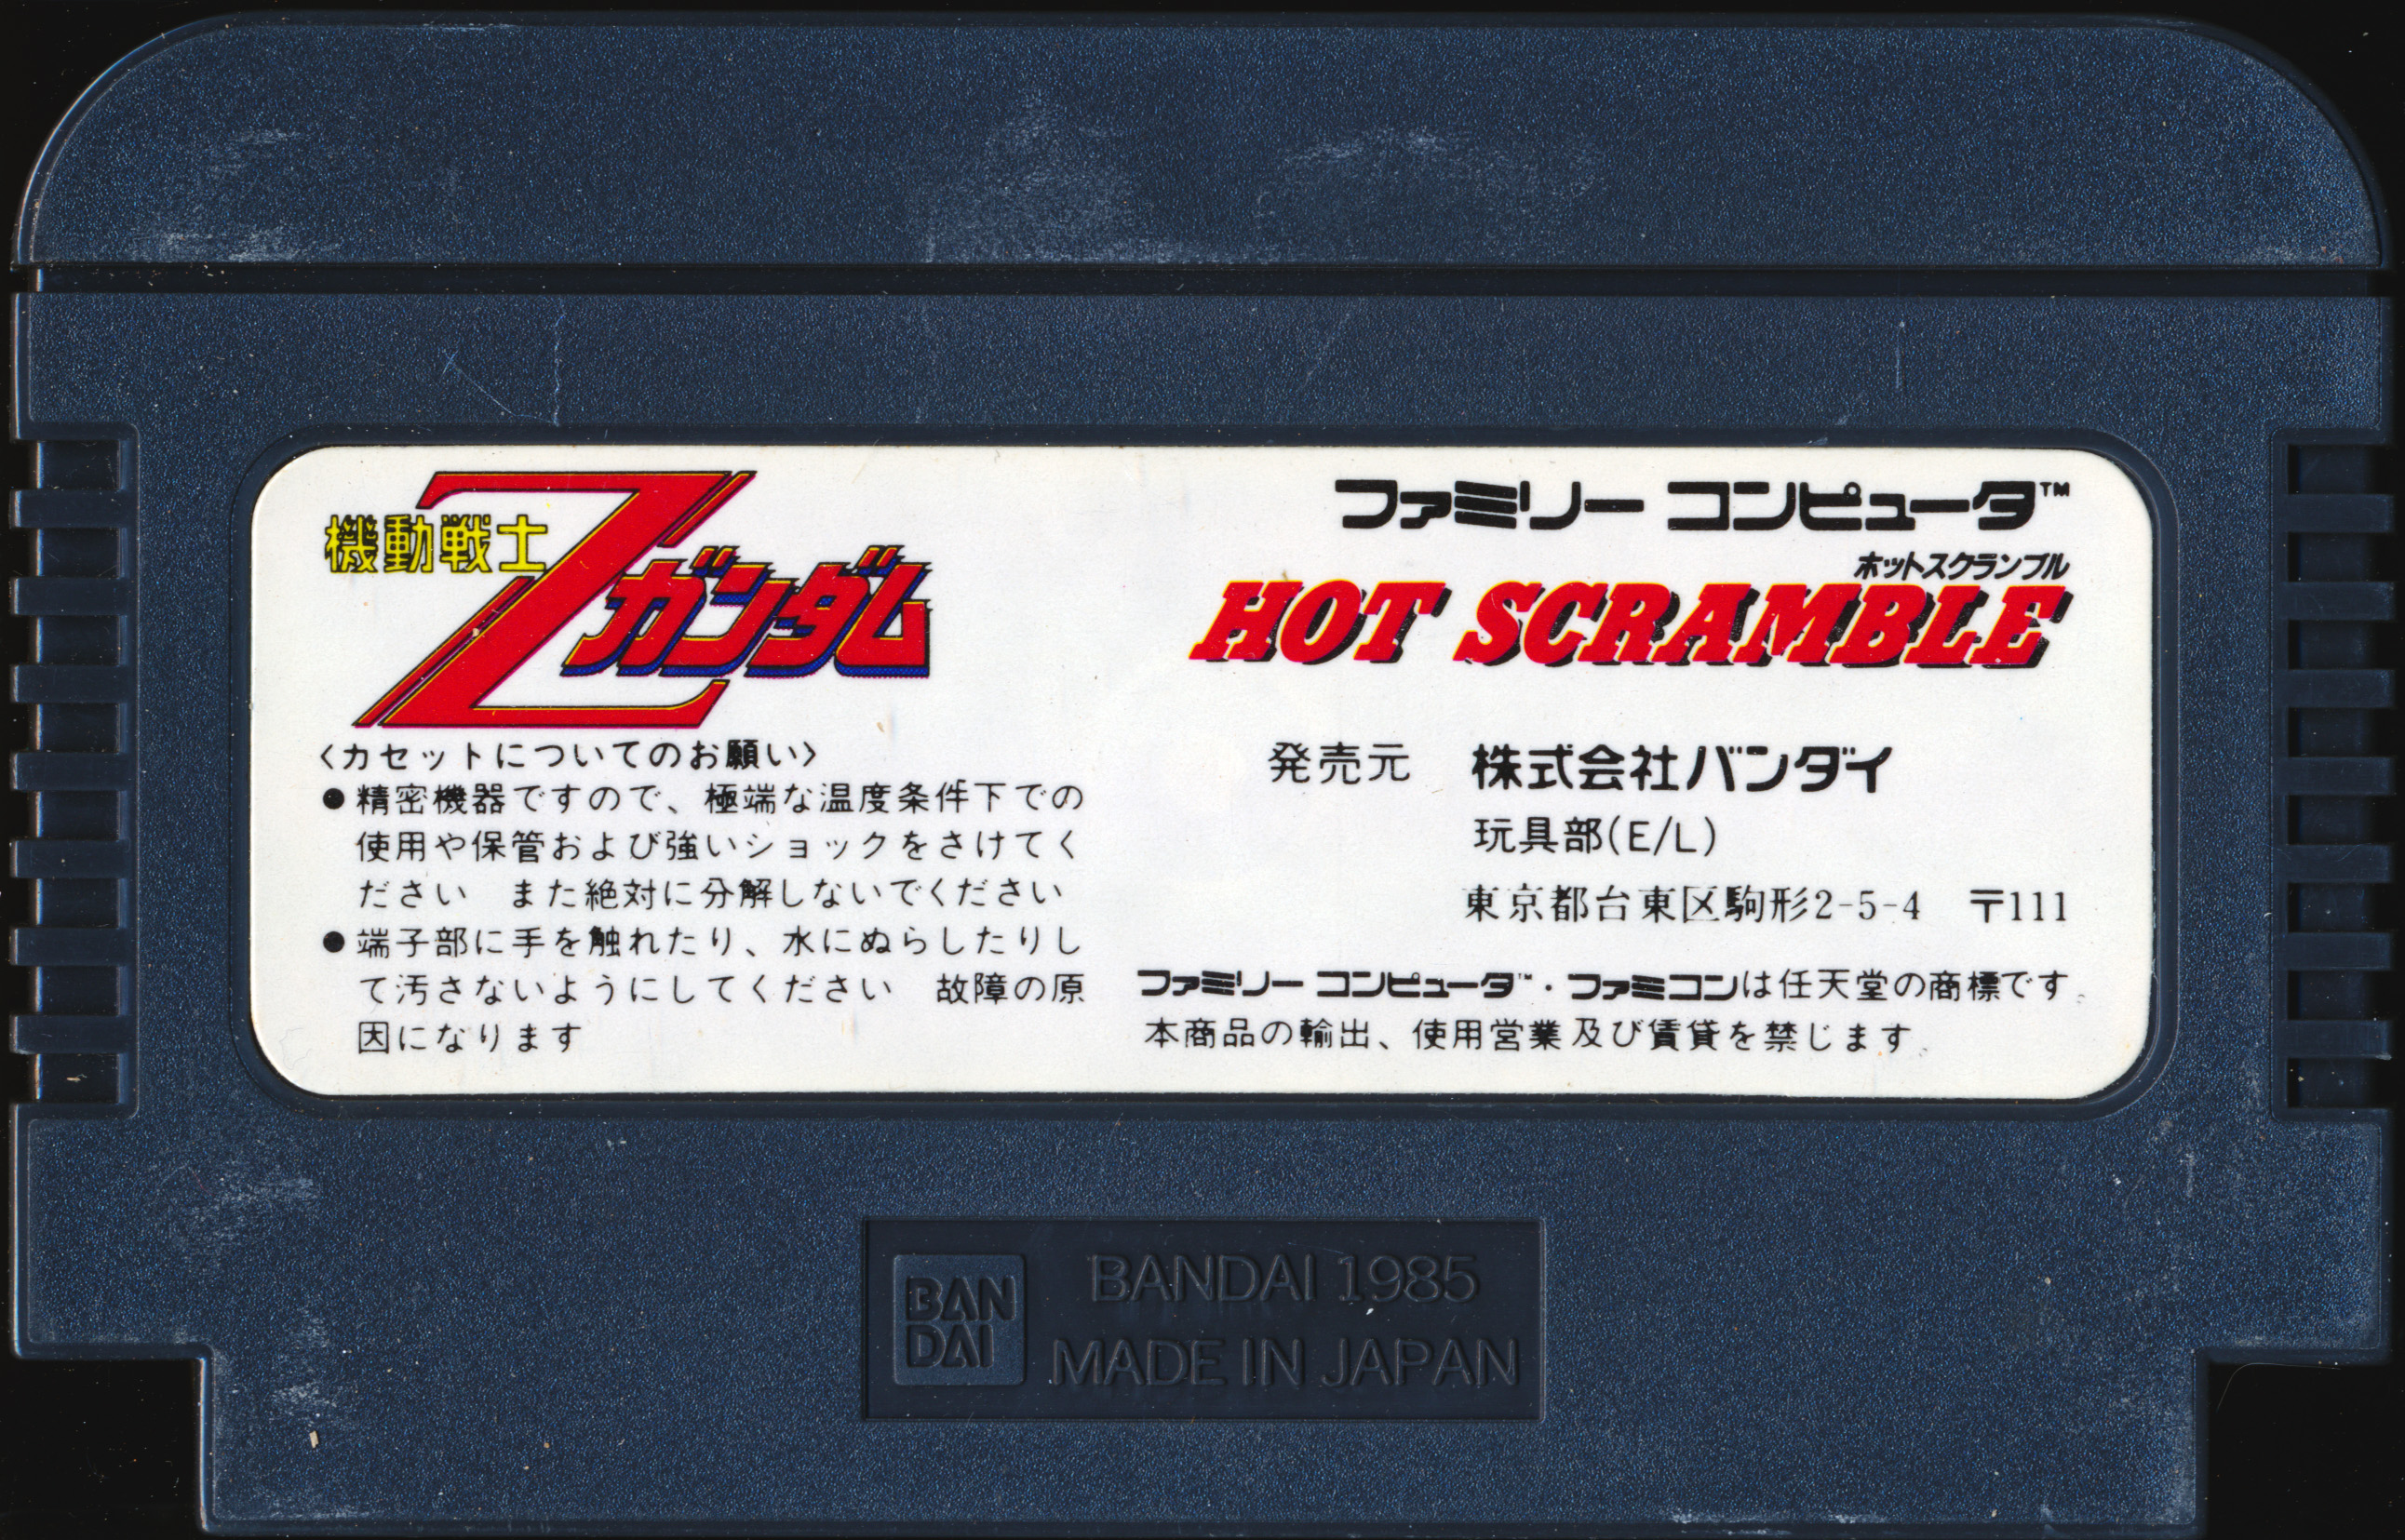 機動戦士Ζガンダム
〈カセットについてのお願い〉
●精密機器ですので、極端な温度条件下での
使用や保管および強いショックをさけてく
ださい　また絶対に分解しないでください
●端子部に手を触れたり、水にぬらしたりし
て汚さないようにしてください　故障の原
因になります
ファミリー コンピュータ™
ホットスクランブル
HOT SCRAMBLE
発売元　株式会社バンダイ
玩具部(E/L)
東京都台東区駒形2-5-4　〒111
ファミリー コンピュータ™・ファミコンは任天堂の商標です。
本商品の輸出、使用営業及び賃貸を禁じます。
BAN
DAI
BANDAI 1985
MADE IN JAPAN